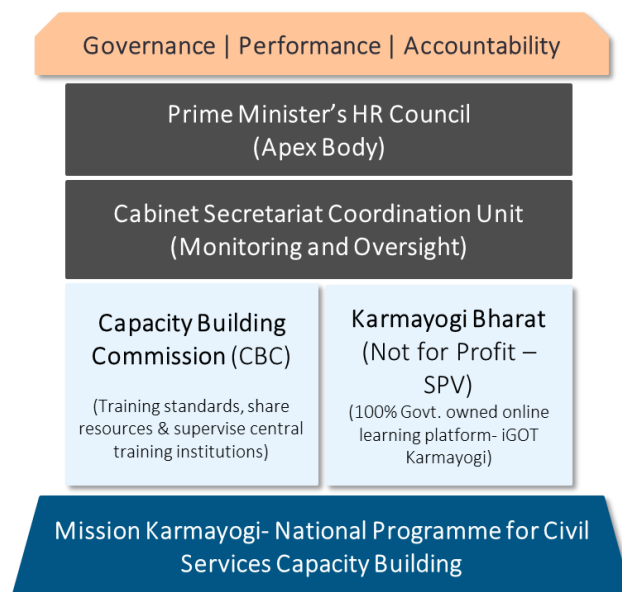 Governance | Performance | Accountability
Prime Minister’s HR Council
(Apex Body)
Cabinet Secretariat Coordination Unit
(Monitoring and Oversight)
Capacity Building
Commission (CBC)
(Training standards, share
resources & supervise central
training institutions)
Karmayogi Bharat
(Not for Profit –
SPV)
(100% Govt. owned online
learning platform- iGOT
Karmayogi)
Mission Karmayogi- National Programme for Civil
Services Capacity Building